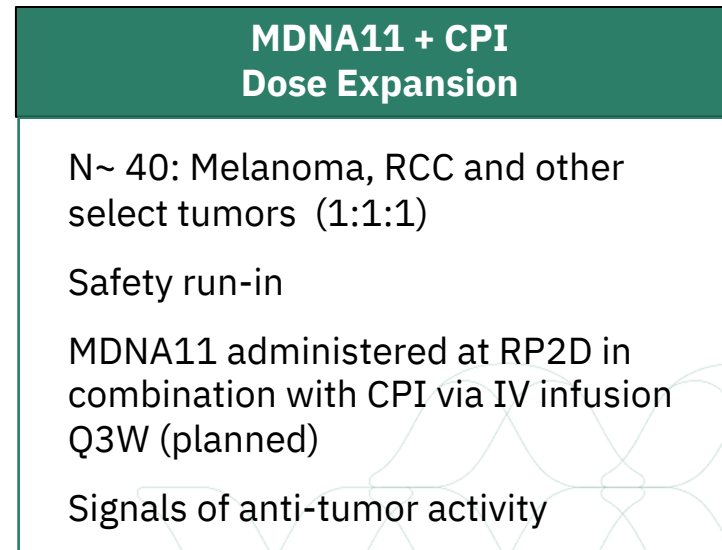 MDNA11 + CPI
Dose Expansion
N~ 40: Melanoma, RCC and other
select tumors (1:1:1)
Safety run-in
MDNA11 administered at RP2D in
combination with CPI via IV infusion
Q3W (planned)
Signals of anti-tumor activity